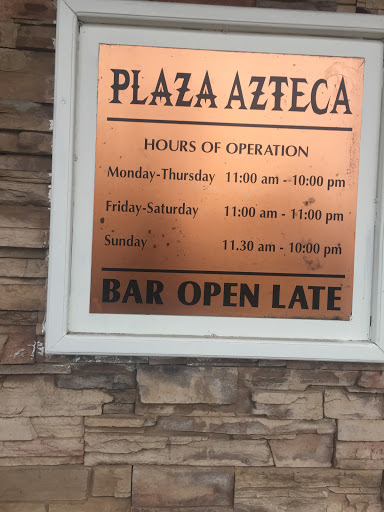 PLAZA AZTECA
HOURS OF OPERATION
Monday-Thursday 11:00 am - 10:00 pm
Friday-Saturday 11:00 am - 11:00 pm
Sunday 11.30 am - 10:00 pm
BAR OPEN LATE